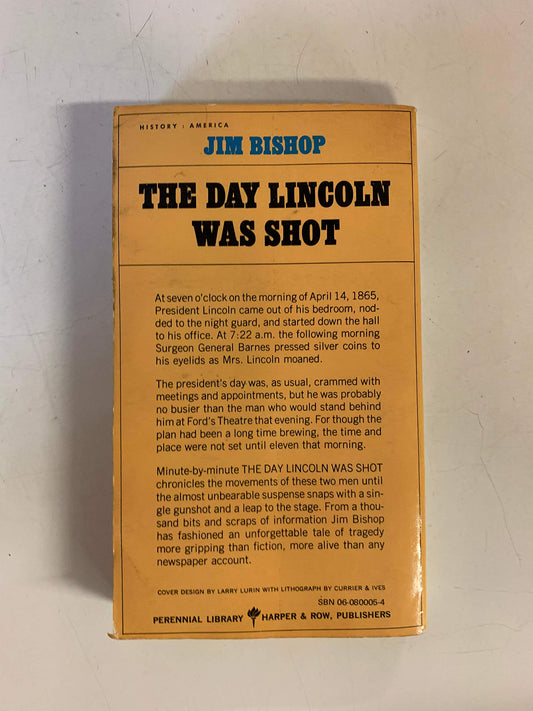 HISTORY : AMERICA
JIM BISHOP
THE DAY LINCOLN
WAS SHOT
At seven o'clock on the morning of April 14, 1865,
President Lincoln came out of his bedroom, nod-
ded to the night guard, and started down the hall
to his office. At 7:22 a.m. the following morning
Surgeon General Barnes pressed silver coins to
his eyelids as Mrs. Lincoln moaned.
The president's day was, as usual, crammed with
meetings and appointments, but he was probably
no busier than the man who would stand behind
him at Ford's Theatre that evening. For though the
plan had been a long time brewing, the time and
place were not set until eleven that morning.
Minute-by-minute THE DAY LINCOLN WAS SHOT
chronicles the movements of these two men until
the almost unbearable suspense snaps with a sin-
gle gunshot and a leap to the stage. From a thou-
sand bits and scraps of information Jim Bishop
has fashioned an unforgettable tale of tragedy
more gripping than fiction, more alive than any
newspaper account.
COVER DESIGN BY LARRY LURIN WITH LITHOGRAPH BY CURRIER & IVES
SBN 06-080005-4
PERENNIAL LIBRARY HARPER & ROW, PUBLISHERS